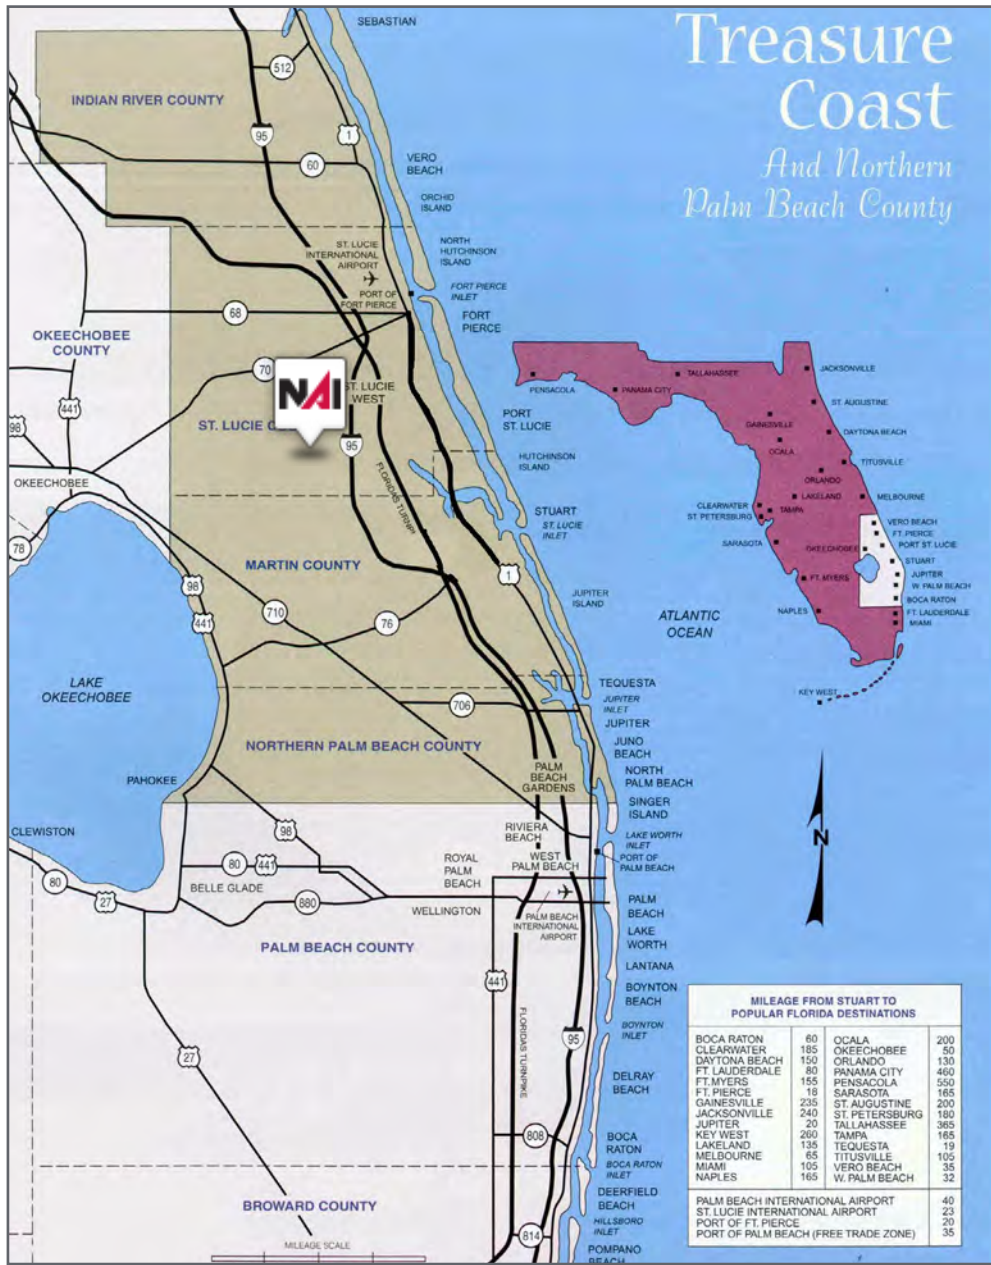 Treasure
Coast
And Northern
Palm Beach County
SEBASTIAN
512
INDIAN RIVER COUNTY
95
1
60
VERO
BEACH
ORCHID
ISLAND
ST. LUCIE
INTERNATIONAL
AIRPORT
NORTH
HUTCHINSON
ISLAND
PORT OF
FORT PIERCE
FORT PIERCE
INLET
68
FORT
PIERCE
OKEECHOBEE
COUNTY
70
NAI
ST. LUCIE
WEST
441
98
ST. LUCIE C
95
PORT
ST. LUCIE
HUTCHINSON
ISLAND
OKEECHOBEE
FLORIDAS TURNPI
STUART
ST. LUCIE
INLET
78
MARTIN COUNTY
1
98
JUPITER
ISLAND
710
76
441
ATLANTIC
OCEAN
LAKE
OKEECHOBEE
TEQUESTA
706
JUPITER
INLET
JUPITER
NORTHERN PALM BEACH COUNTY
JUNO
BEACH
PAHOKEE
PALM
BEACH
GARDENS
NORTH
PALM BEACH
SINGER
ISLAND
CLEWISTON
98
RIVIERA
BEACH
LAKE WORTH
INLET
80
441
ROYAL
PALM
BEACH
WEST
PALM BEACH
PORT OF
PALM BEACH
80
27
BELLE GLADE
880
WELLINGTON
PALM BEACH
INTERNATIONAL
AIRPORT
PALM
BEACH
PALM BEACH COUNTY
LAKE
WORTH
LANTANA
441
BOYNTON
BEACH
FLORIDAS TURNPIKE
95
BOYNTON
INLET
27
DELRAY
BEACH
808
BOCA
RATON
BOCA RATON
INLET
BROWARD COUNTY
DEERFIELD
BEACH
HILLSBORO
INLET
814
MILEAGE SCALE
POMPANO
BEACH
PENSACOLA
PANAMA CITY
TALLAHASSEE
JACKSONVILLE
ST. AUGUSTINE
GAINESVILLE
DAYTONA BEACH
OCALA
TITUSVILLE
ORLANDO
LAKELAND
MELBOURNE
CLEARWATER
TAMPA
ST. PETERSBURG
VERO BEACH
FT. PIERCE
SARASOTA
OKEECHOBEE
PORT ST. LUCIE
STUART
FT. MYERS
JUPITER
W. PALM BEACH
BOCA RATON
NAPLES
FT. LAUDERDALE
MIAMI
KEY WEST
N
MILEAGE FROM STUART TO
POPULAR FLORIDA DESTINATIONS
BOCA RATON 60 OCALA 200
CLEARWATER 185 OKEECHOBEE 50
DAYTONA BEACH 150 ORLANDO 130
FT. LAUDERDALE 80 PANAMA CITY 460
FT.MYERS 155 PENSACOLA 550
FT. PIERCE 18 SARASOTA 165
GAINESVILLE 235 ST. AUGUSTINE 200
JACKSONVILLE 240 ST. PETERSBURG 180
JUPITER 20 TALLAHASSEE 365
KEY WEST 260 TAMPA 165
LAKELAND 135 TEQUESTA 19
MELBOURNE 65 TITUSVILLE 105
MIAMI 105 VERO BEACH 35
NAPLES 165 W. PALM BEACH 32
PALM BEACH INTERNATIONAL AIRPORT 40
ST. LUCIE INTERNATIONAL AIRPORT 23
PORT OF FT. PIERCE 20
PORT OF PALM BEACH (FREE TRADE ZONE) 35